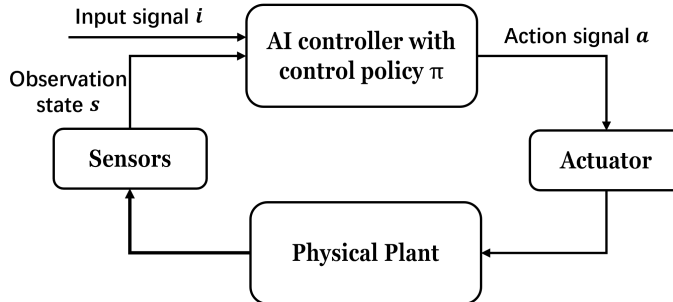 Input signal i
AI controller with
control policy π
Action signal a
Observation
state s
Sensors
Actuator
Physical Plant